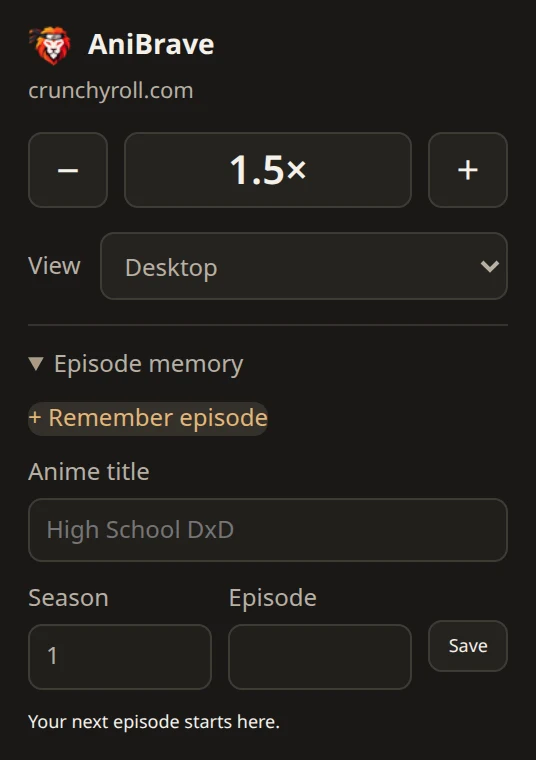 AniBrave
crunchyroll.com
− 1.5× +
View Desktop
▼ Episode memory
+ Remember episode
Anime title
High School DxD
Season Episode
1 Save
Your next episode starts here.